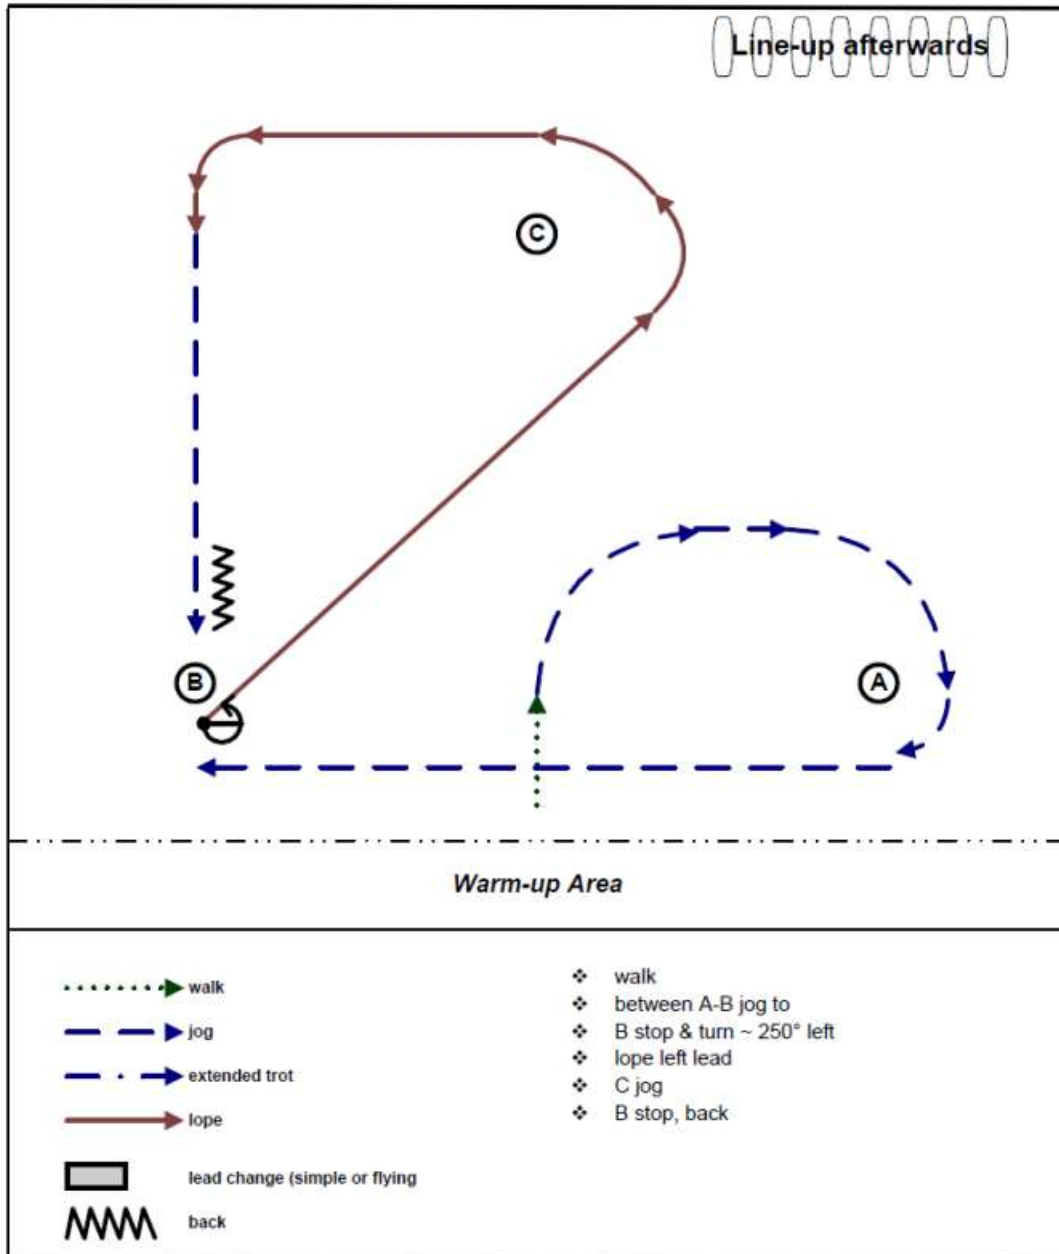 Line-up afterwards
C
B
A
Warm-up Area
walk
jog
extended trot
lope
lead change (simple or flying
back
❖ walk
❖ between A-B jog to
❖ B stop & turn ~ 250° left
❖ lope left lead
❖ C jog
❖ B stop, back